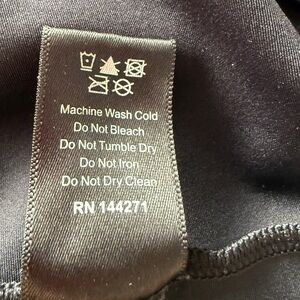 Machine Wash Cold
Do Not Bleach
Do Not Tumble Dry
Do Not Iron
Do Not Dry Clean
RN 144271